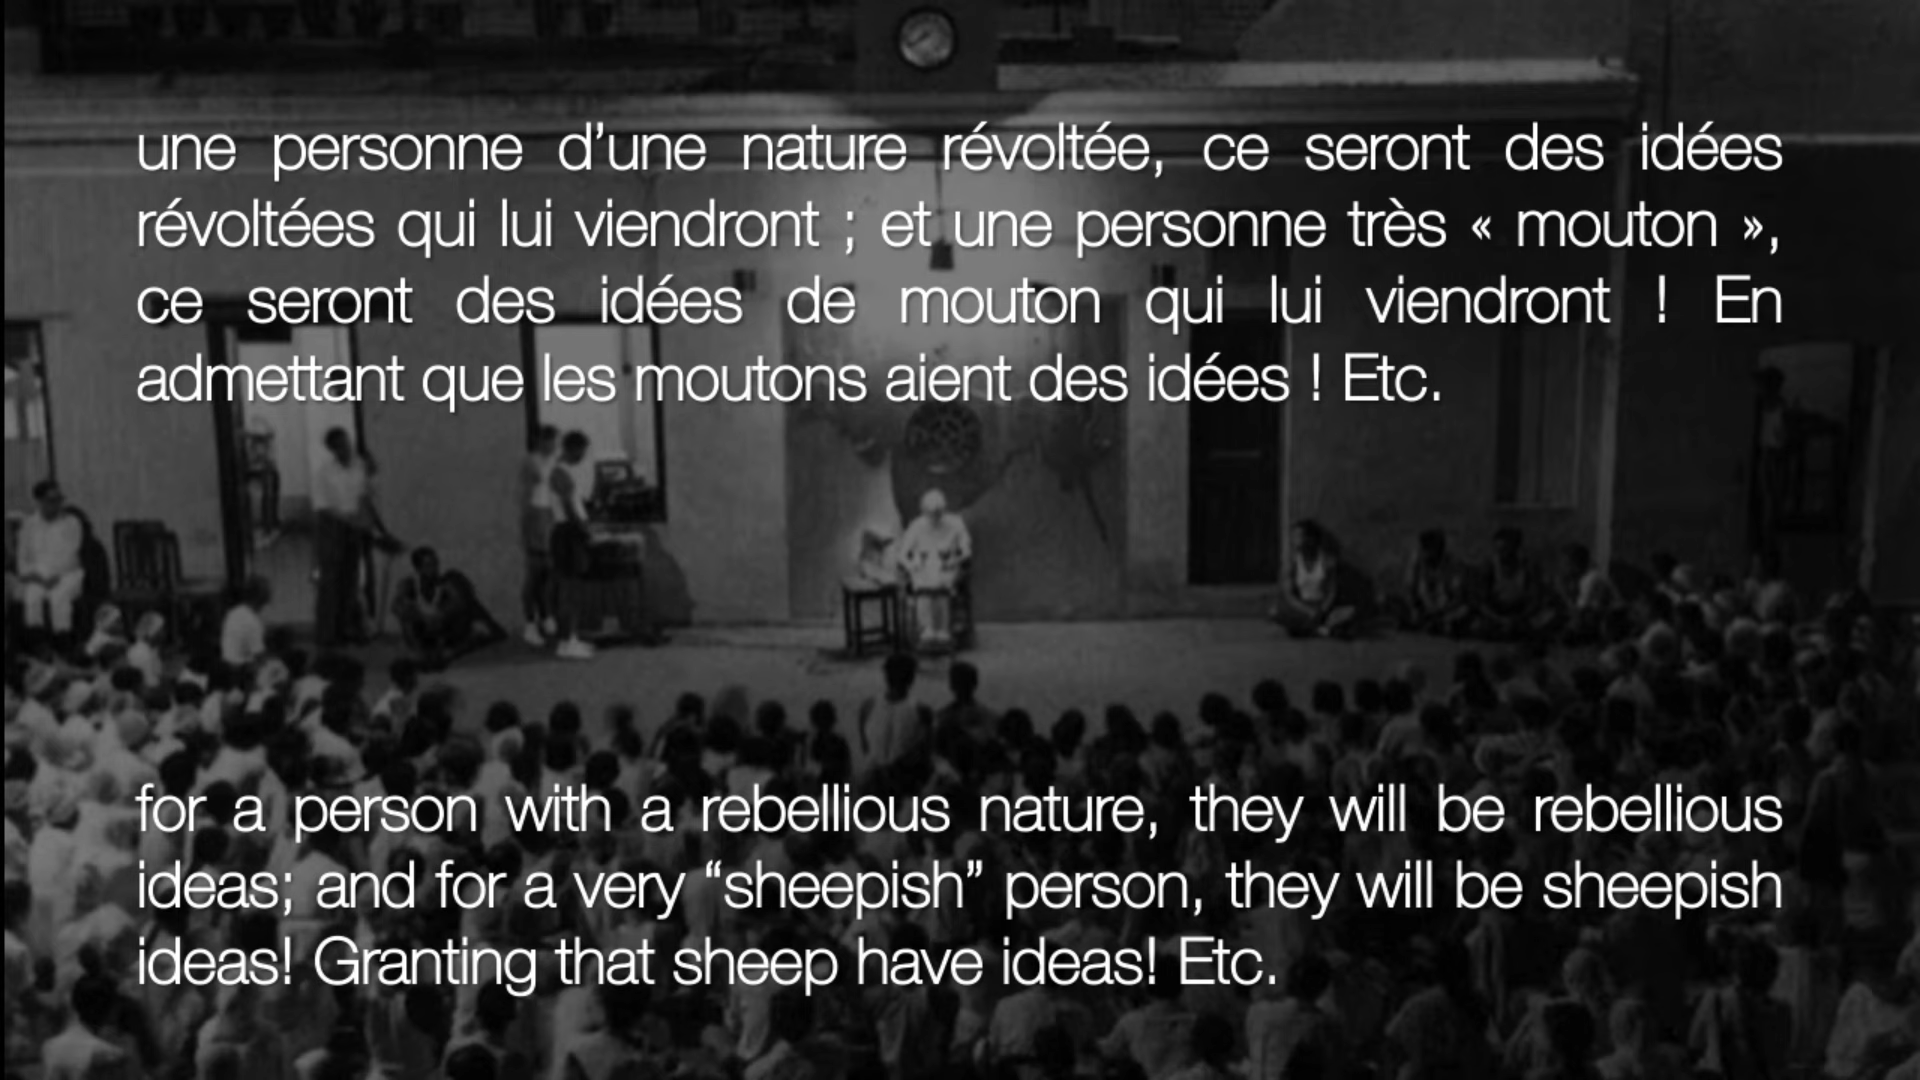 une personne d’une nature révoltée, ce seront des idées
révoltées qui lui viendront ; et une personne très « mouton »,
ce seront des idées de mouton qui lui viendront ! En
admettant que les moutons aient des idées ! Etc.
for a person with a rebellious nature, they will be rebellious
ideas; and for a very “sheepish” person, they will be sheepish
ideas! Granting that sheep have ideas! Etc.